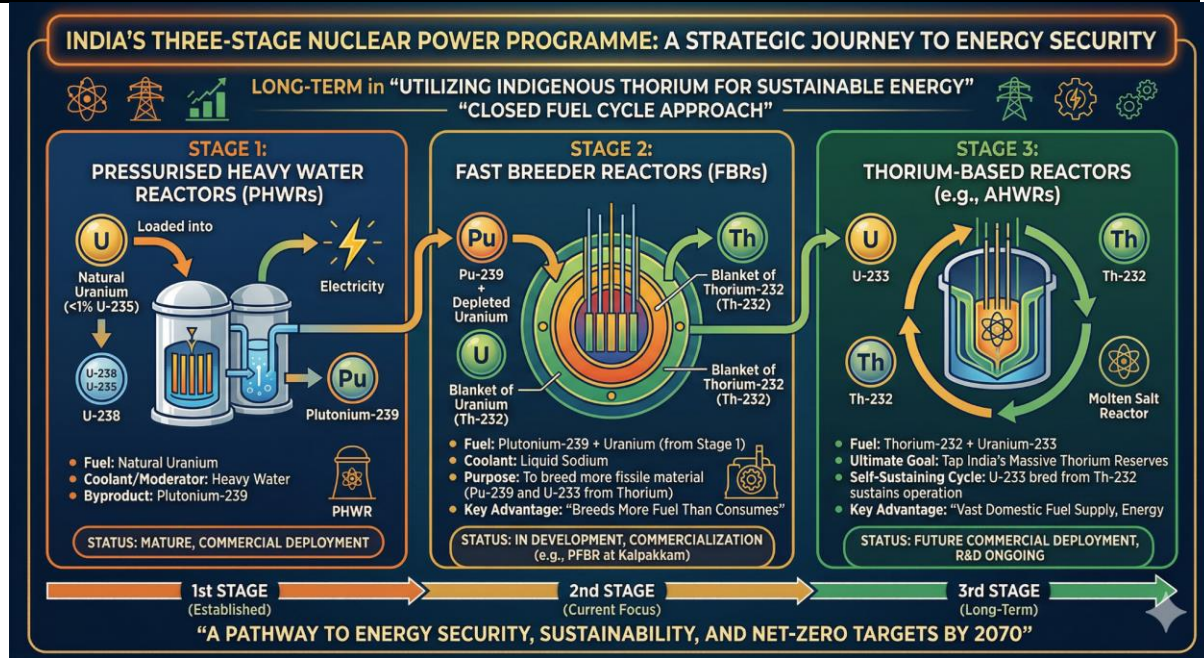 INDIA'S THREE-STAGE NUCLEAR POWER PROGRAMME: A STRATEGIC JOURNEY TO ENERGY SECURITY
LONG-TERM in “UTILIZING INDIGENOUS THORIUM FOR SUSTAINABLE ENERGY”
“CLOSED FUEL CYCLE APPROACH”
STAGE 1:
PRESSURISED HEAVY WATER
REACTORS (PHWRs)
U
Loaded into
Natural
Uranium
(<1% U-235)
Electricity
U-238
U-235
U-238
Pu
Plutonium-239
• Fuel: Natural Uranium
• Coolant/Moderator: Heavy Water
• Byproduct: Plutonium-239
PHWR
STATUS: MATURE, COMMERCIAL DEPLOYMENT
STAGE 2:
FAST BREEDER REACTORS (FBRs)
Pu
Pu-239
+
Depleted
Uranium
U
Blanket of
Uranium
(Th-232)
Th
Blanket of
Thorium-232
(Th-232)
Blanket of
Thorium-232
(Th-232)
• Fuel: Plutonium-239 + Uranium (from Stage 1)
• Coolant: Liquid Sodium
• Purpose: To breed more fissile material
(Pu-239 and U-233 from Thorium)
• Key Advantage: “Breeds More Fuel Than Consumes”
STATUS: IN DEVELOPMENT, COMMERCIALIZATION
(e.g., PFBR at Kalpakkam)
STAGE 3:
THORIUM-BASED REACTORS
(e.g., AHWRs)
U
U-233
Th
Th-232
Th
Th-232
Molten Salt
Reactor
• Fuel: Thorium-232 + Uranium-233
• Ultimate Goal: Tap India's Massive Thorium Reserves
• Self-Sustaining Cycle: U-233 bred from Th-232
sustains operation
• Key Advantage: “Vast Domestic Fuel Supply, Energy
STATUS: FUTURE COMMERCIAL DEPLOYMENT,
R&D ONGOING
1st STAGE
(Established)
2nd STAGE
(Current Focus)
3rd STAGE
(Long-Term)
“A PATHWAY TO ENERGY SECURITY, SUSTAINABILITY, AND NET-ZERO TARGETS BY 2070”